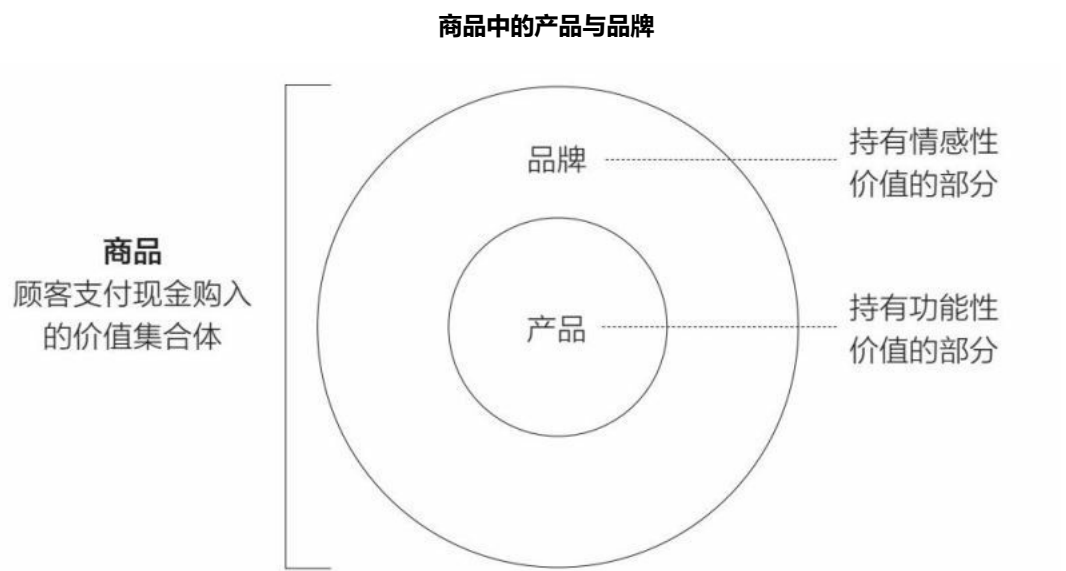 商品中的产品与品牌
品牌
持有情感性
价值的部分
商品
顾客支付现金购入
的价值集合体
产品
持有功能性
价值的部分